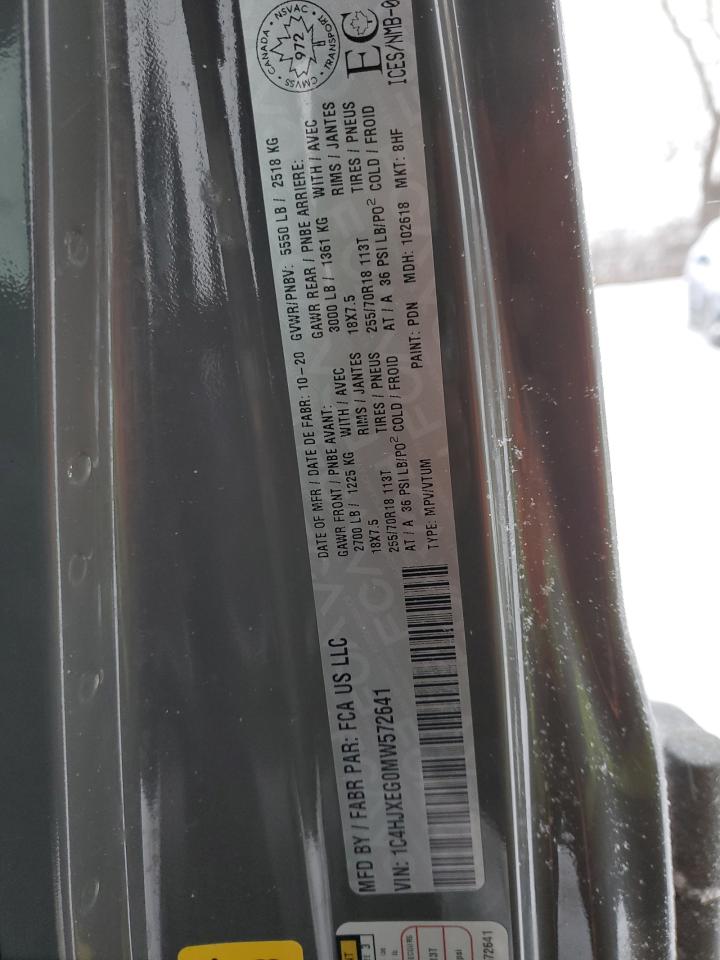 MFD BY / FABR PAR: FCA US LLC
DATE OF MFR / DATE DE FABR: 10-20 GVWR/PNBV: 5550 LB / 2518 KG
GAWR FRONT / PNBE AVANT: GAWR REAR / PNBE ARRIERE:
2700 LB / 1225 KG WITH / AVEC 3000 LB / 1361 KG WITH / AVEC
18X7.5 RIMS / JANTES 18X7.5 RIMS / JANTES
255/70R18 113T TIRES / PNEUS 255/70R18 113T TIRES / PNEUS
AT / A 36 PSI LB/PO² COLD / FROID AT / A 36 PSI LB/PO² COLD / FROID
VIN: 1C4HJXEG0MW572641
TYPE: MPV/VTUM PAINT: PDN MDH: 102618 MKT: 8HF
CANADA • NSVAC • TRANSPORT • CMVSS
972
EC
ICES/NMB-0
72641